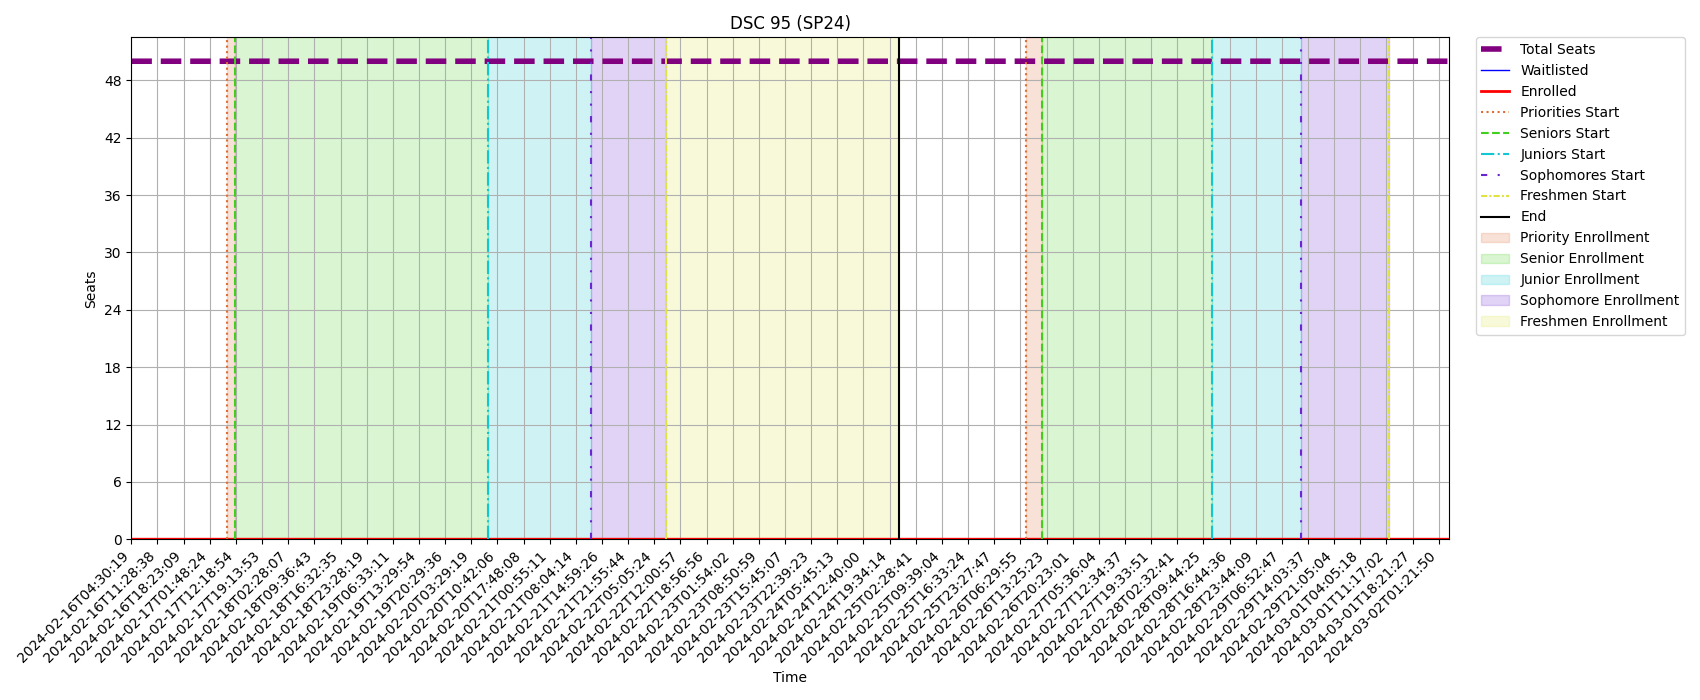 DSC 95 (SP24)
Seats
48
42
36
30
24
18
12
6
0
2024-02-16T04:30:19
2024-02-16T11:28:38
2024-02-16T18:23:09
2024-02-17T01:48:24
2024-02-17T12:18:54
2024-02-17T19:13:53
2024-02-18T02:28:07
2024-02-18T09:36:43
2024-02-18T16:32:35
2024-02-18T23:28:19
2024-02-19T06:33:11
2024-02-19T13:29:54
2024-02-19T20:29:36
2024-02-20T03:29:19
2024-02-20T10:42:06
2024-02-20T17:48:08
2024-02-21T00:55:11
2024-02-21T08:04:14
2024-02-21T14:59:26
2024-02-21T21:55:44
2024-02-22T05:05:24
2024-02-22T12:00:57
2024-02-22T18:56:56
2024-02-23T01:54:02
2024-02-23T08:50:59
2024-02-23T15:45:07
2024-02-23T22:39:23
2024-02-24T05:45:13
2024-02-24T12:40:00
2024-02-24T19:34:14
2024-02-25T02:28:41
2024-02-25T09:39:04
2024-02-25T16:33:24
2024-02-25T23:27:47
2024-02-26T06:29:55
2024-02-26T13:25:23
2024-02-26T20:23:01
2024-02-27T05:36:04
2024-02-27T12:34:37
2024-02-27T19:33:51
2024-02-28T02:32:41
2024-02-28T09:44:25
2024-02-28T16:44:36
2024-02-28T23:44:09
2024-02-29T06:52:47
2024-02-29T14:03:37
2024-02-29T21:05:04
2024-03-01T04:05:18
2024-03-01T11:17:02
2024-03-01T18:21:27
2024-03-02T01:21:50
Time
Total Seats
Waitlisted
Enrolled
Priorities Start
Seniors Start
Juniors Start
Sophomores Start
Freshmen Start
End
Priority Enrollment
Senior Enrollment
Junior Enrollment
Sophomore Enrollment
Freshmen Enrollment